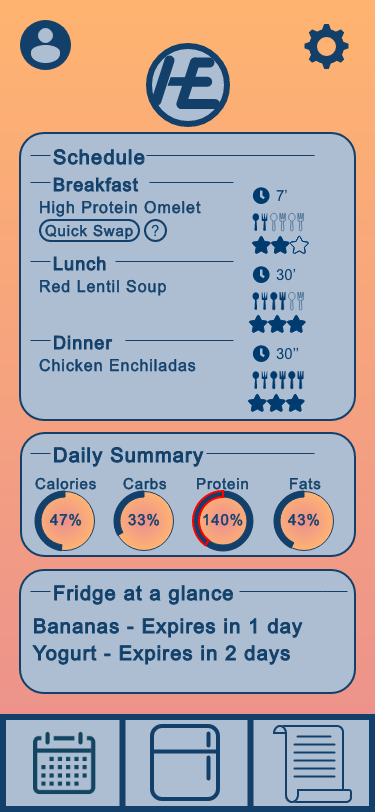 HE
Schedule
Breakfast
7’
High Protein Omelet
Quick Swap ?
Lunch
30’
Red Lentil Soup
Dinner
30’’
Chicken Enchiladas
Daily Summary
Calories Carbs Protein Fats
47% 33% 140% 43%
Fridge at a glance
Bananas - Expires in 1 day
Yogurt - Expires in 2 days